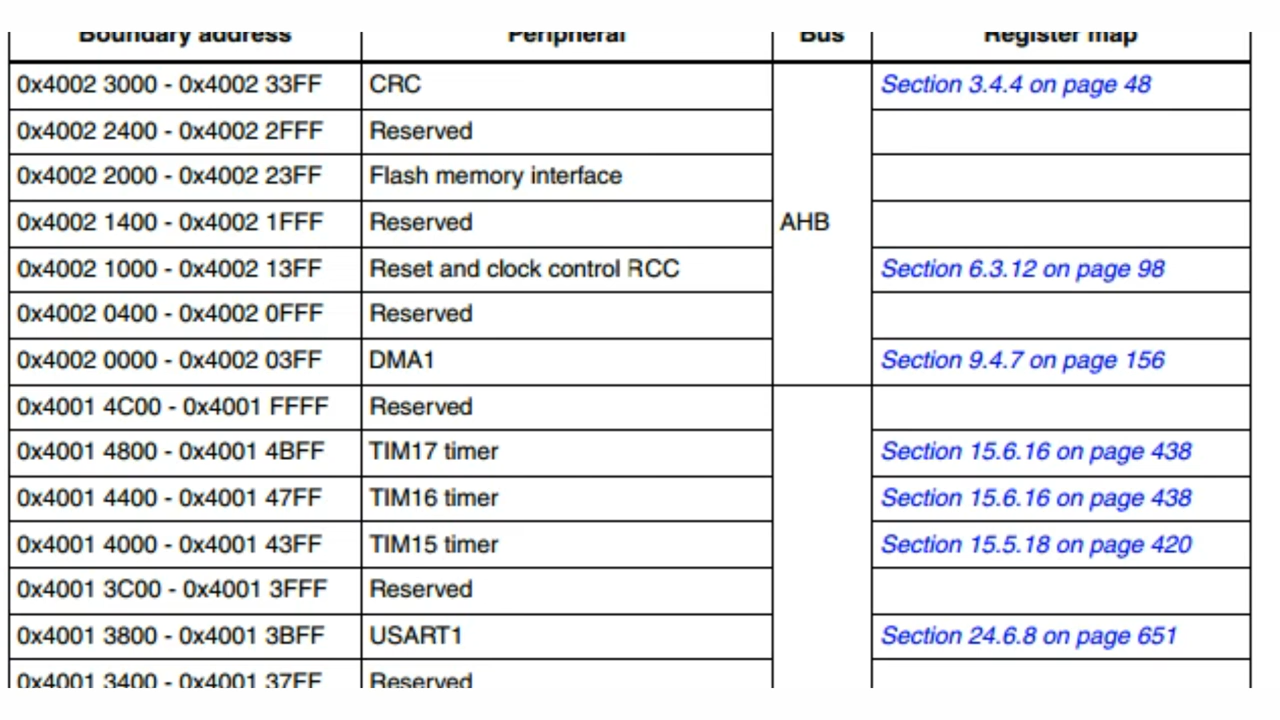 Boundary address Peripheral Bus Register map
0x4002 3000 - 0x4002 33FF CRC Section 3.4.4 on page 48
0x4002 2400 - 0x4002 2FFF Reserved
0x4002 2000 - 0x4002 23FF Flash memory interface
0x4002 1400 - 0x4002 1FFF Reserved AHB
0x4002 1000 - 0x4002 13FF Reset and clock control RCC Section 6.3.12 on page 98
0x4002 0400 - 0x4002 0FFF Reserved
0x4002 0000 - 0x4002 03FF DMA1 Section 9.4.7 on page 156
0x4001 4C00 - 0x4001 FFFF Reserved
0x4001 4800 - 0x4001 4BFF TIM17 timer Section 15.6.16 on page 438
0x4001 4400 - 0x4001 47FF TIM16 timer Section 15.6.16 on page 438
0x4001 4000 - 0x4001 43FF TIM15 timer Section 15.5.18 on page 420
0x4001 3C00 - 0x4001 3FFF Reserved
0x4001 3800 - 0x4001 3BFF USART1 Section 24.6.8 on page 651
0x4001 3400 - 0x4001 37FF Reserved